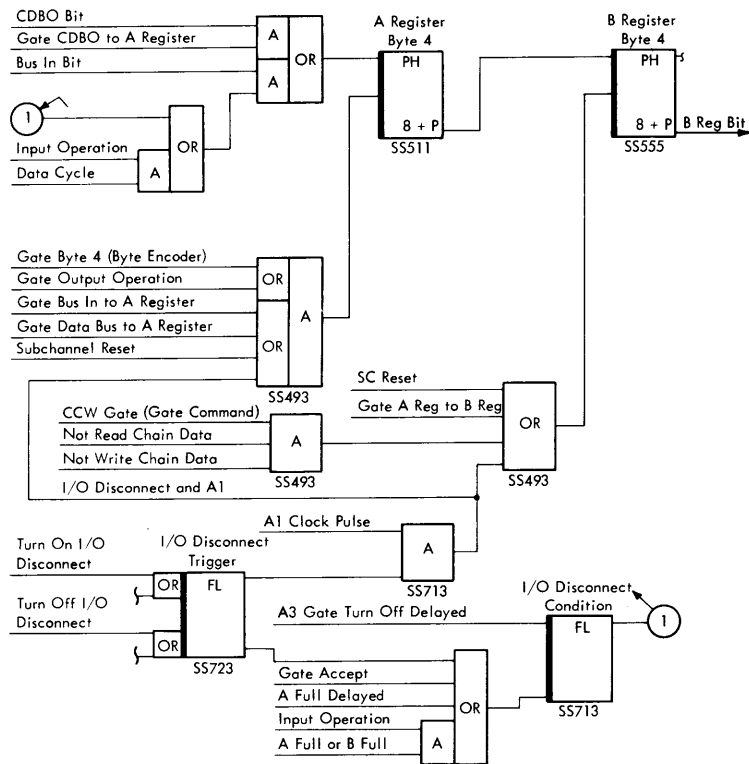 CDBO Bit
Gate CDBO to A Register
Bus In Bit
A
A
OR
A Register
Byte 4
PH
8 + P
SS511
B Register
Byte 4
PH
8 + P
SS555
B Reg Bit
1
Input Operation
Data Cycle
A
OR
Gate Byte 4 (Byte Encoder)
Gate Output Operation
Gate Bus In to A Register
Gate Data Bus to A Register
Subchannel Reset
OR
OR
A
SS493
SC Reset
Gate A Reg to B Reg
OR
SS493
CCW Gate (Gate Command)
Not Read Chain Data
Not Write Chain Data
A
SS493
I/O Disconnect and A1
A1 Clock Pulse
A
SS713
Turn On I/O
Disconnect
Turn Off I/O
Disconnect
I/O Disconnect
Trigger
OR
OR
FL
SS723
A3 Gate Turn Off Delayed
I/O Disconnect
Condition
FL
SS713
1
Gate Accept
A Full Delayed
Input Operation
A Full or B Full
A
OR